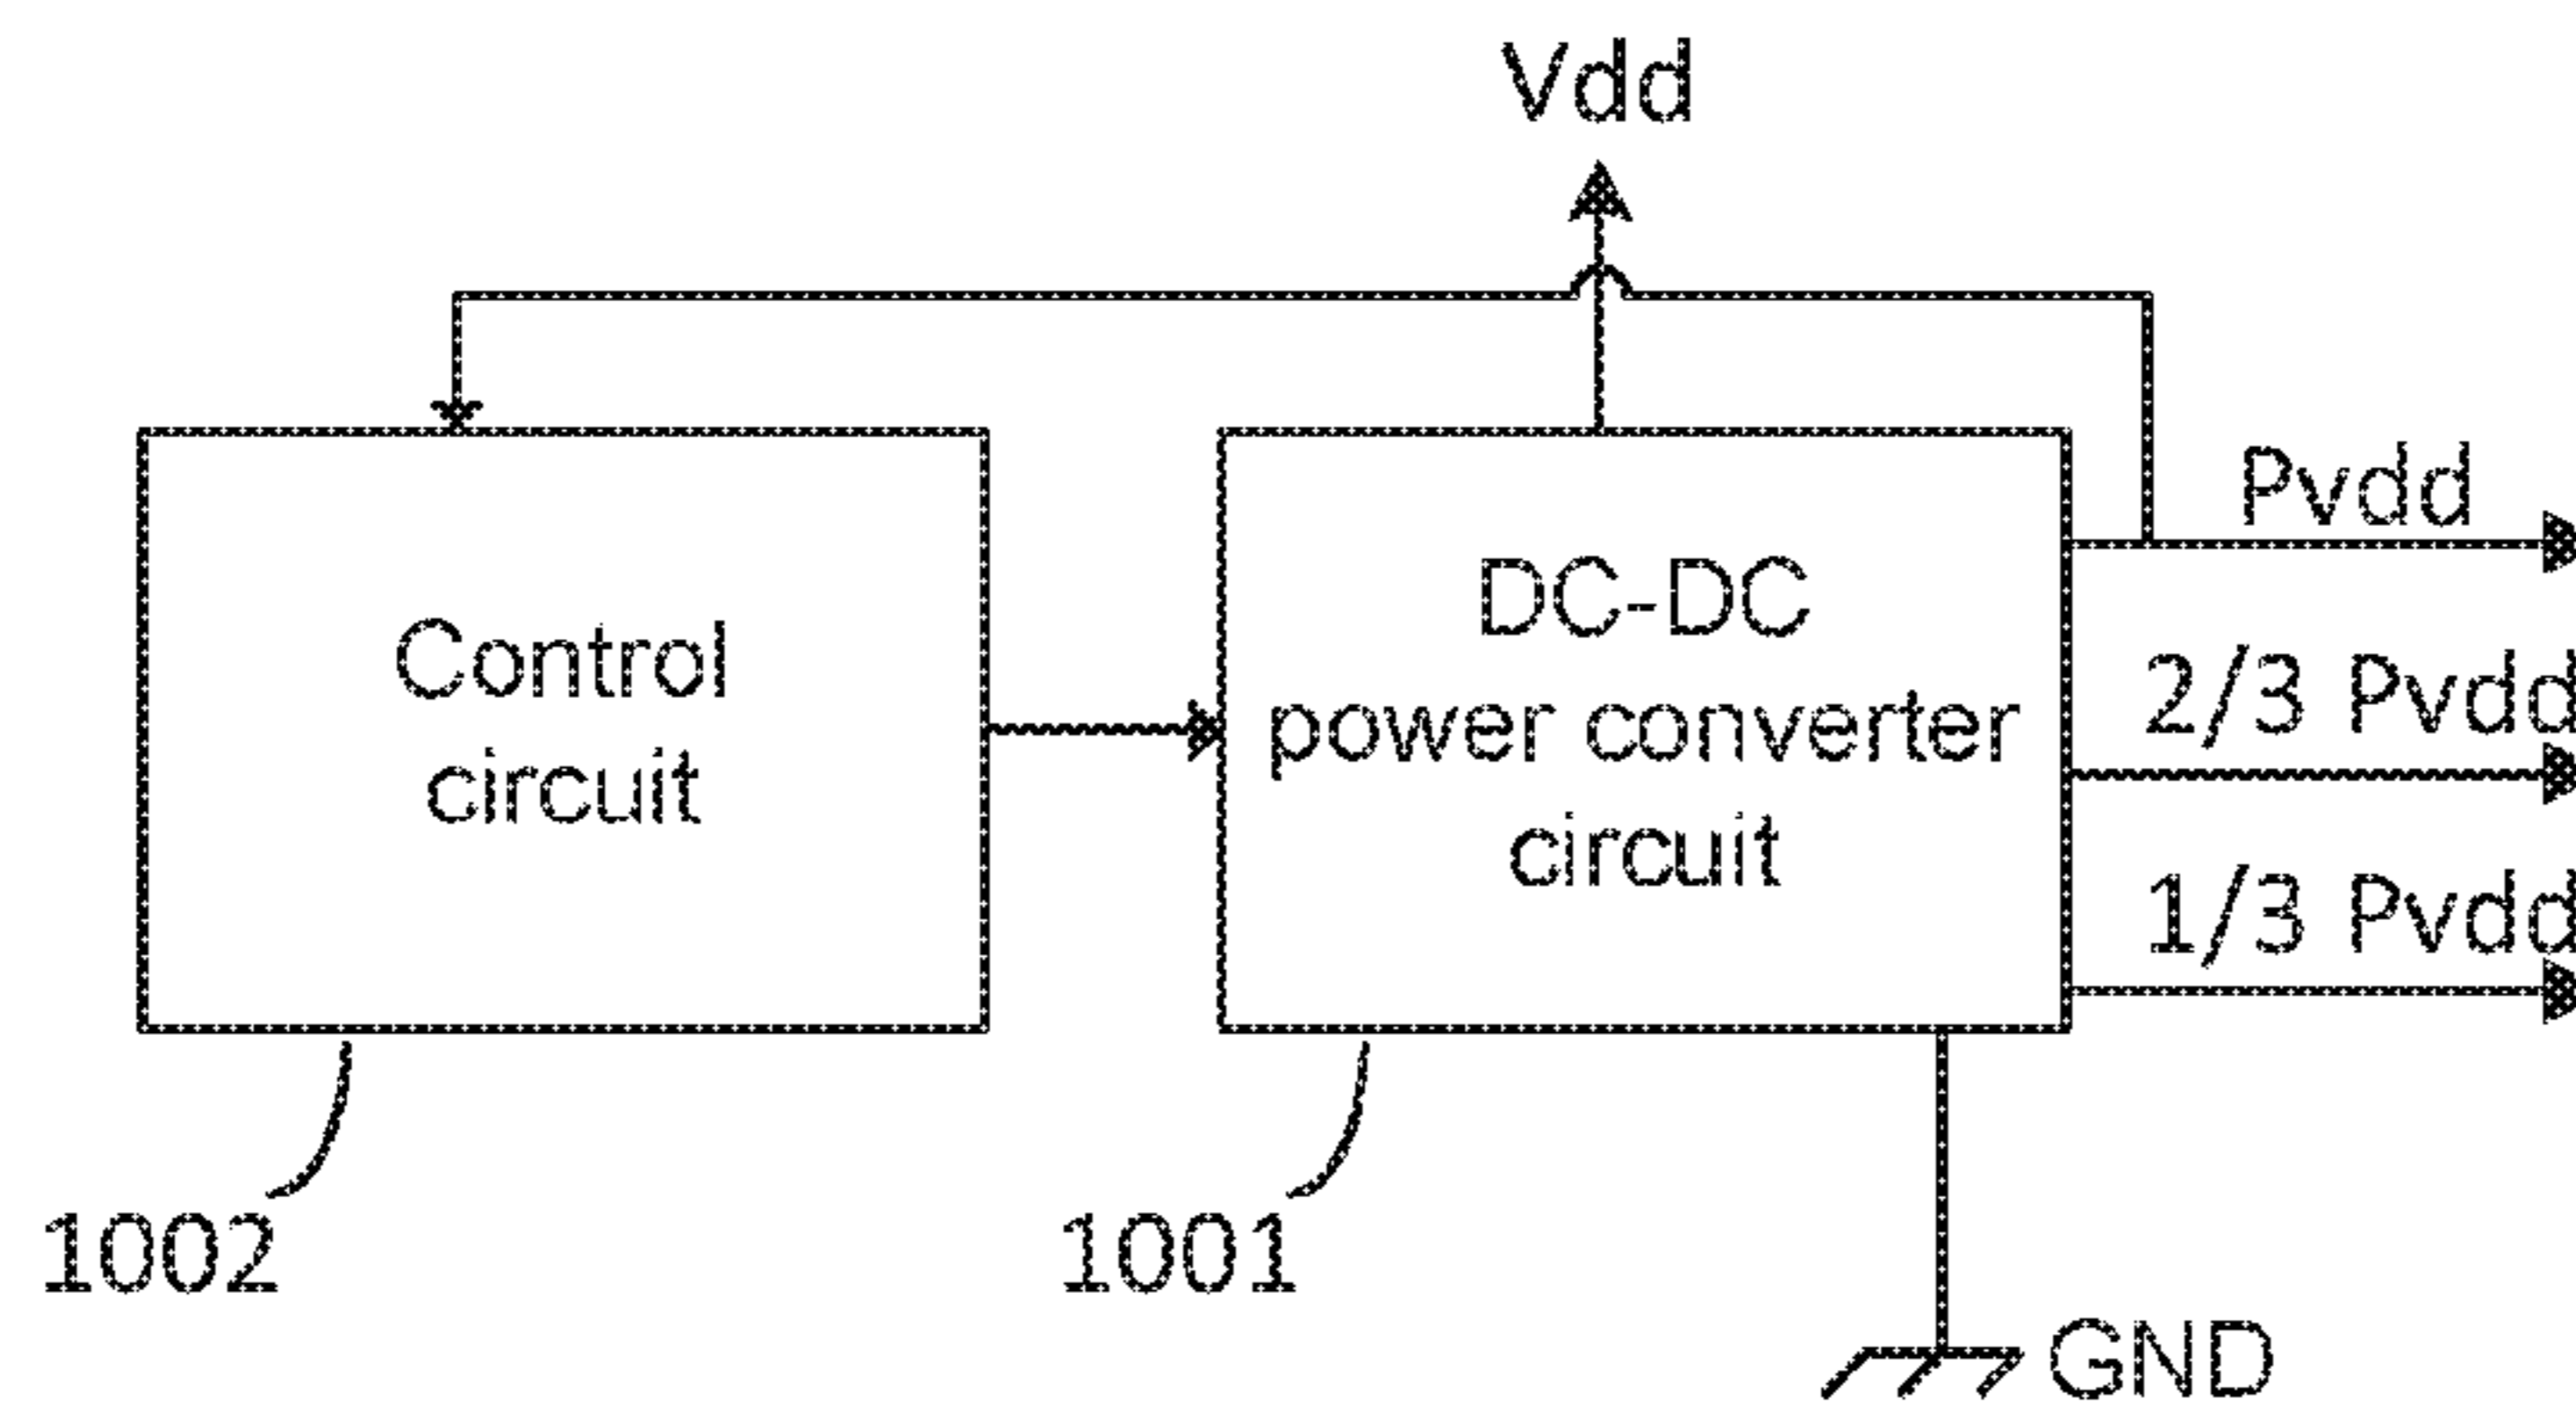 Vdd
Pvdd
Control
circuit
DC-DC
power converter
circuit
2/3 Pvdd
1/3 Pvdd
1002
1001
GND